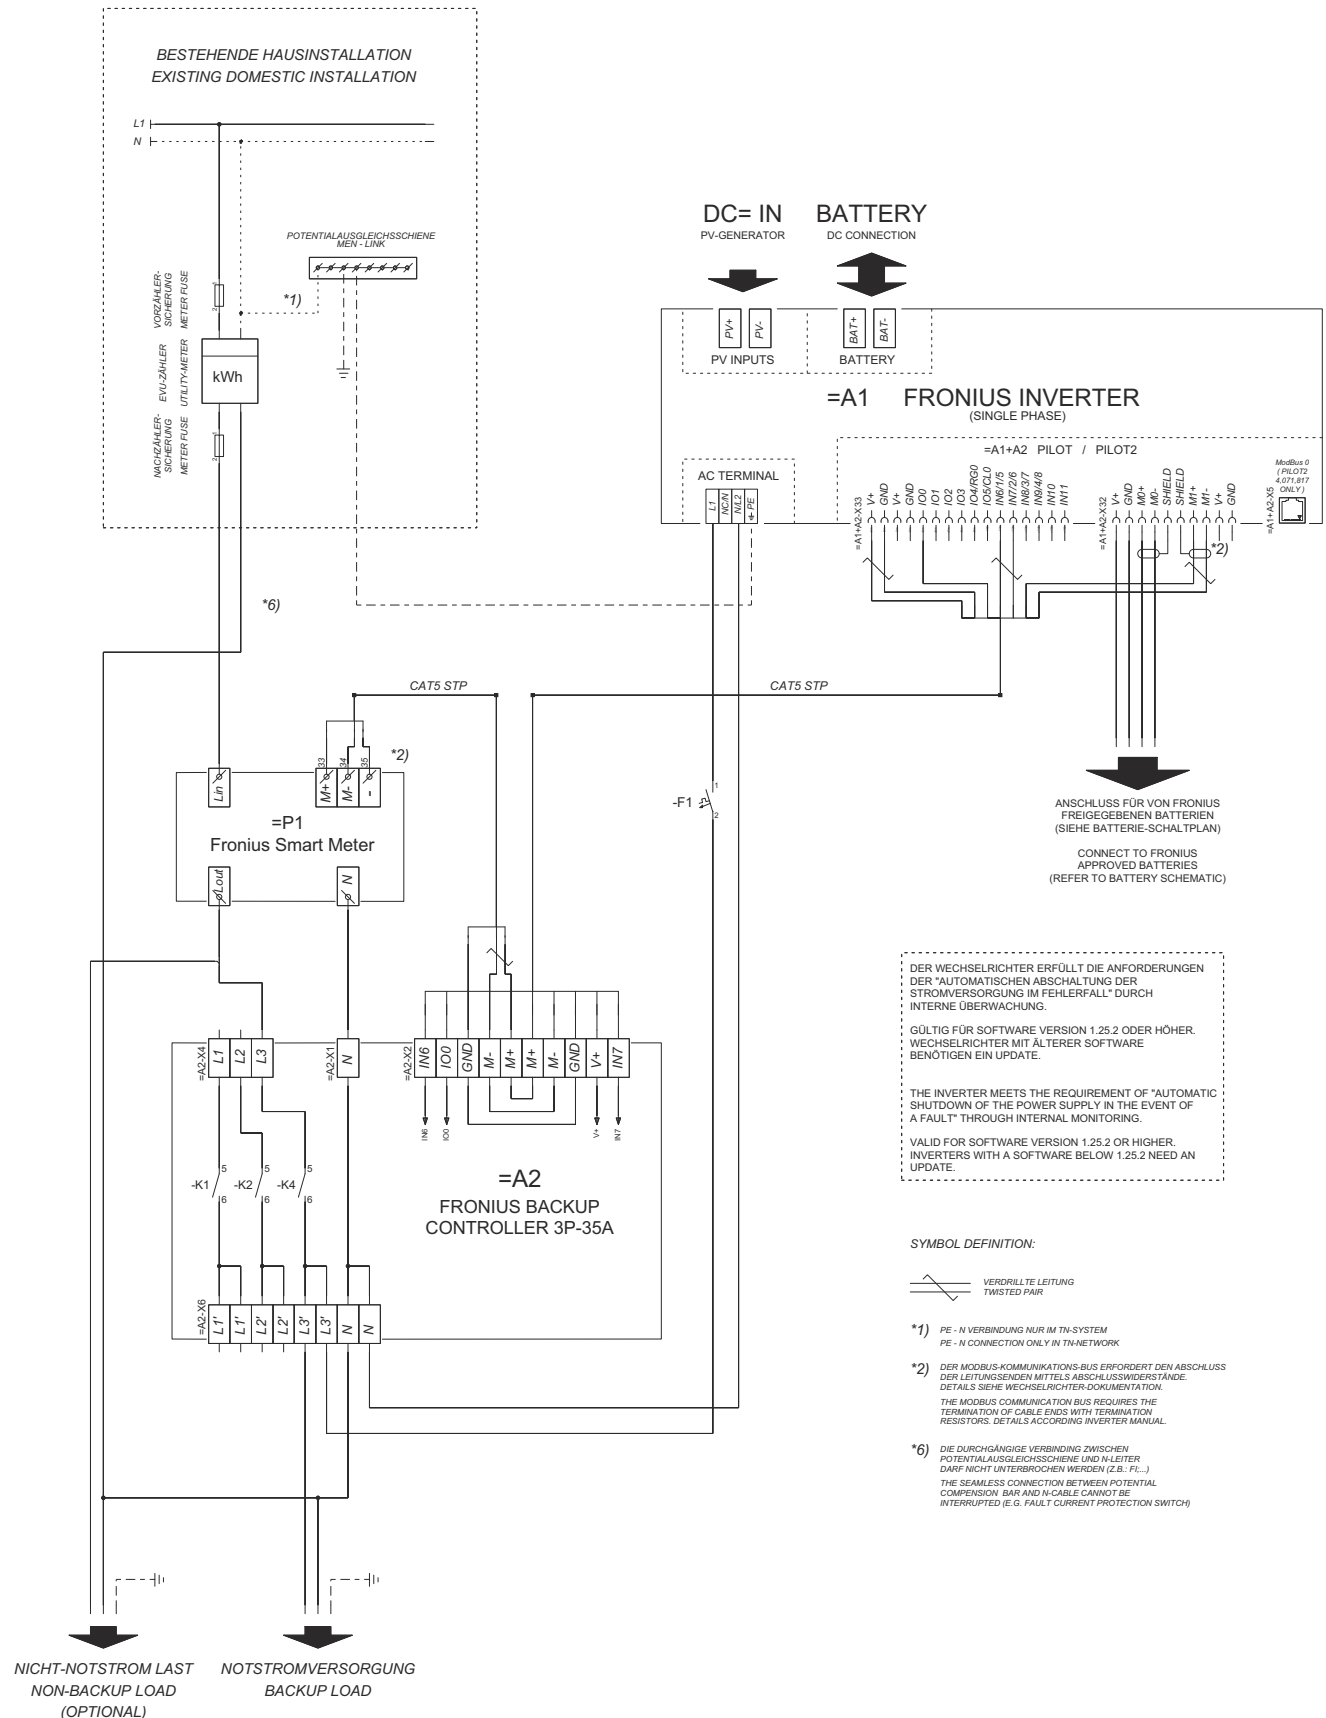 BESTEHENDE HAUSINSTALLATION
EXISTING DOMESTIC INSTALLATION
L1
N
POTENTIALAUSGLEICHSSCHIENE
MEN - LINK
*1)
VORZÄHLER-
SICHERUNG
METER FUSE
1
2
EVU-ZÄHLER
UTILITY-METER
kWh
NACHZÄHLER-
SICHERUNG
METER FUSE
1
2
*6)
DC= IN
PV-GENERATOR
BATTERY
DC CONNECTION
PV+
PV-
PV INPUTS
BAT+
BAT-
BATTERY
=A1 FRONIUS INVERTER
(SINGLE PHASE)
AC TERMINAL
L1
NC/N
N/L2
PE
=A1+A2 PILOT / PILOT2
=A1+A2-X33
V+
GND
V+
GND
IO0
IO1
IO2
IO3
IO4/RG0
IO5/CL0
IN6/1/5
IN7/2/6
IN8/3/7
IN9/4/8
IN10
IN11
=A1+A2-X32
V+
GND
M0+
M0-
SHIELD
SHIELD
M1+
M1-
V+
GND
ModBus 0
( PILOT2
4,071,817
ONLY )
=A1+A2-X5
*2)
CAT5 STP
CAT5 STP
Lin
M+
33
M-
34
-
35
*2)
=P1
Fronius Smart Meter
Lout
N
-F1
1
2
ANSCHLUSS FÜR VON FRONIUS
FREIGEGEBENEN BATTERIEN
(SIEHE BATTERIE-SCHALTPLAN)
CONNECT TO FRONIUS
APPROVED BATTERIES
(REFER TO BATTERY SCHEMATIC)
=A2-X4
L1
L2
L3
=A2-X1
N
=A2-X2
IN6
IO0
GND
M-
M+
M+
M-
GND
V+
IN7
IN6
IO0
V+
IN7
-K1
5
6
-K2
5
6
-K4
5
6
=A2
FRONIUS BACKUP
CONTROLLER 3P-35A
=A2-X6
L1'
L1'
L2'
L2'
L3'
L3'
N
N
DER WECHSELRICHTER ERFÜLLT DIE ANFORDERUNGEN
DER "AUTOMATISCHEN ABSCHALTUNG DER
STROMVERSORGUNG IM FEHLERFALL" DURCH
INTERNE ÜBERWACHUNG.
GÜLTIG FÜR SOFTWARE VERSION 1.25.2 ODER HÖHER.
WECHSELRICHTER MIT ÄLTERER SOFTWARE
BENÖTIGEN EIN UPDATE.
THE INVERTER MEETS THE REQUIREMENT OF "AUTOMATIC
SHUTDOWN OF THE POWER SUPPLY IN THE EVENT OF
A FAULT" THROUGH INTERNAL MONITORING.
VALID FOR SOFTWARE VERSION 1.25.2 OR HIGHER.
INVERTERS WITH A SOFTWARE BELOW 1.25.2 NEED AN
UPDATE.
SYMBOL DEFINITION:
VERDRILLTE LEITUNG
TWISTED PAIR
*1) PE - N VERBINDUNG NUR IM TN-SYSTEM
PE - N CONNECTION ONLY IN TN-NETWORK
*2) DER MODBUS-KOMMUNIKATIONS-BUS ERFORDERT DEN ABSCHLUSS
DER LEITUNGSENDEN MITTELS ABSCHLUSSWIDERSTÄNDE.
DETAILS SIEHE WECHSELRICHTER-DOKUMENTATION.
THE MODBUS COMMUNICATION BUS REQUIRES THE
TERMINATION OF CABLE ENDS WITH TERMINATION
RESISTORS. DETAILS ACCORDING INVERTER MANUAL.
*6) DIE DURCHGÄNGIGE VERBINDING ZWISCHEN
POTENTIALAUSGLEICHSSCHIENE UND N-LEITER
DARF NICHT UNTERBROCHEN WERDEN (Z.B.: FI;...)
THE SEAMLESS CONNECTION BETWEEN POTENTIAL
COMPENSION BAR AND N-CABLE CANNOT BE
INTERRUPTED (E.G. FAULT CURRENT PROTECTION SWITCH)
NICHT-NOTSTROM LAST
NON-BACKUP LOAD
(OPTIONAL)
NOTSTROMVERSORGUNG
BACKUP LOAD